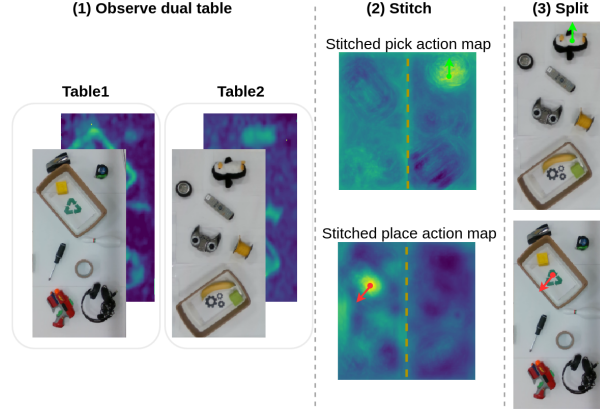 (1) Observe dual table
(2) Stitch
(3) Split
Table1
Table2
Stitched pick action map
Stitched place action map